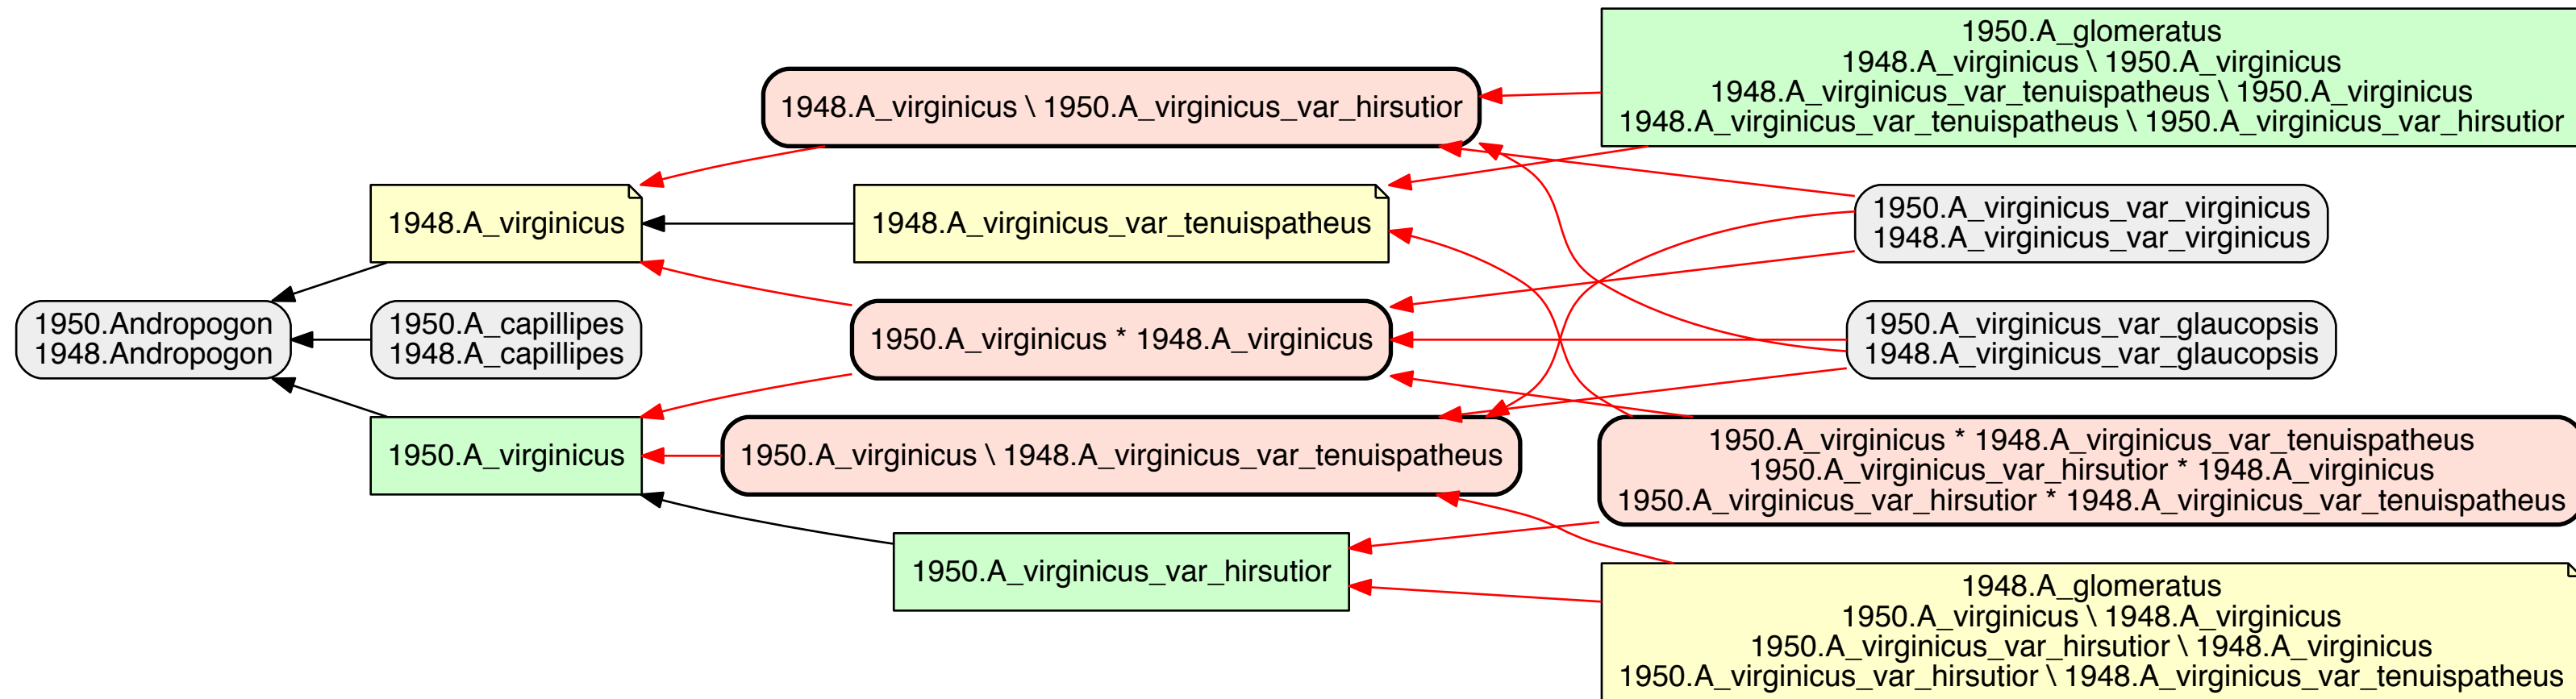 1950.Andropogon
1948.Andropogon
1948.A_virginicus
1950.A_capillipes
1948.A_capillipes
1950.A_virginicus
1948.A_virginicus \ 1950.A_virginicus_var_hirsutior
1948.A_virginicus_var_tenuispatheus
1950.A_virginicus * 1948.A_virginicus
1950.A_virginicus \ 1948.A_virginicus_var_tenuispatheus
1950.A_virginicus_var_hirsutior
1950.A_glomeratus
1948.A_virginicus \ 1950.A_virginicus
1948.A_virginicus_var_tenuispatheus \ 1950.A_virginicus
1948.A_virginicus_var_tenuispatheus \ 1950.A_virginicus_var_hirsutior
1950.A_virginicus_var_virginicus
1948.A_virginicus_var_virginicus
1950.A_virginicus_var_glaucopsis
1948.A_virginicus_var_glaucopsis
1950.A_virginicus * 1948.A_virginicus_var_tenuispatheus
1950.A_virginicus_var_hirsutior * 1948.A_virginicus
1950.A_virginicus_var_hirsutior * 1948.A_virginicus_var_tenuispatheus
1948.A_glomeratus
1950.A_virginicus \ 1948.A_virginicus
1950.A_virginicus_var_hirsutior \ 1948.A_virginicus
1950.A_virginicus_var_hirsutior \ 1948.A_virginicus_var_tenuispatheus